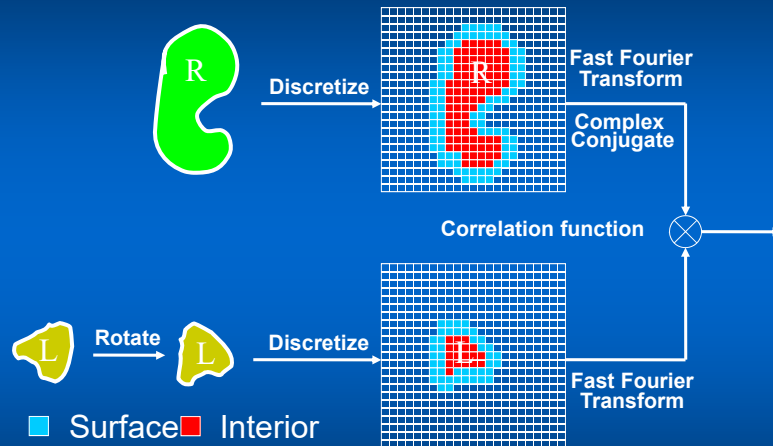 R
Discretize
R
Fast Fourier
Transform
Complex
Conjugate
Correlation function
L
Rotate
L
Discretize
L
Fast Fourier
Transform
Surface Interior